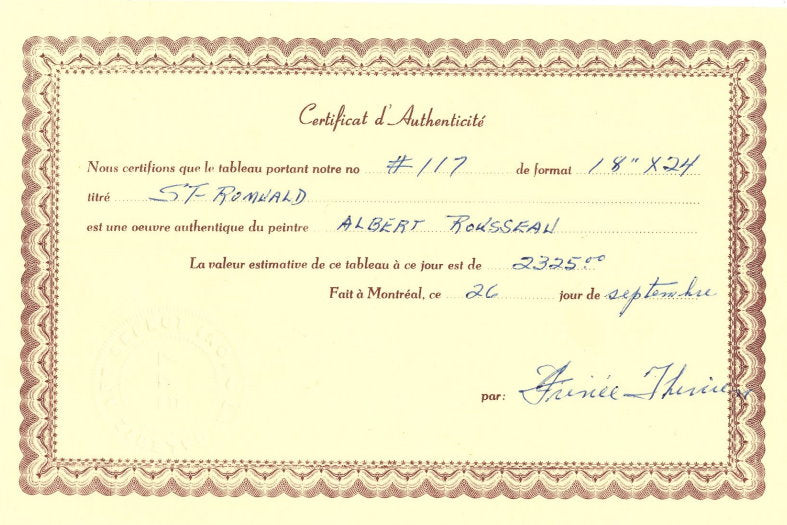 Certificat d'Authenticité
Nous certifions que le tableau portant notre no #117 de format 18" X 24
titré ST-ROMUALD
est une oeuvre authentique du peintre ALBERT ROUSSEAU
La valeur estimative de ce tableau à ce jour est de 2325.00
Fait à Montréal, ce 26 jour de septembre
par: